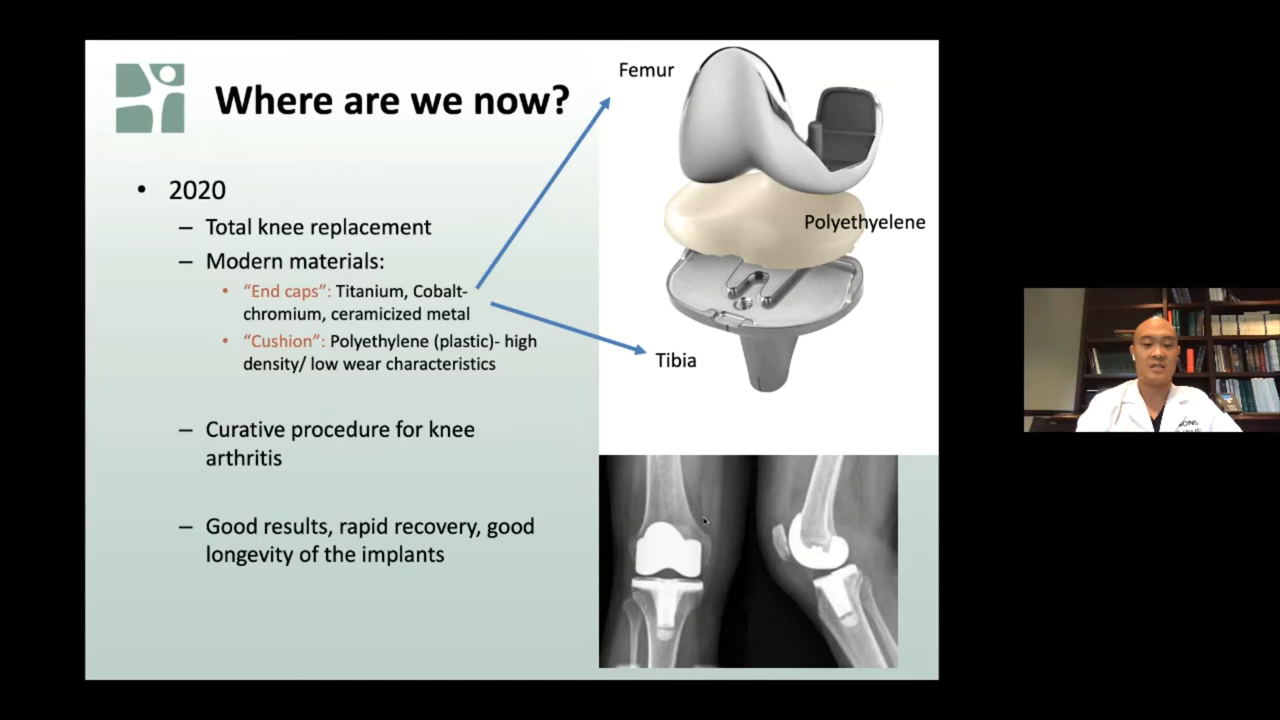 Where are we now?
• 2020
– Total knee replacement
– Modern materials:
• “End caps”: Titanium, Cobalt-
chromium, ceramicized metal
• “Cushion”: Polyethylene (plastic)- high
density/ low wear characteristics
– Curative procedure for knee
arthritis
– Good results, rapid recovery, good
longevity of the implants
Femur
Polyethyelene
Tibia